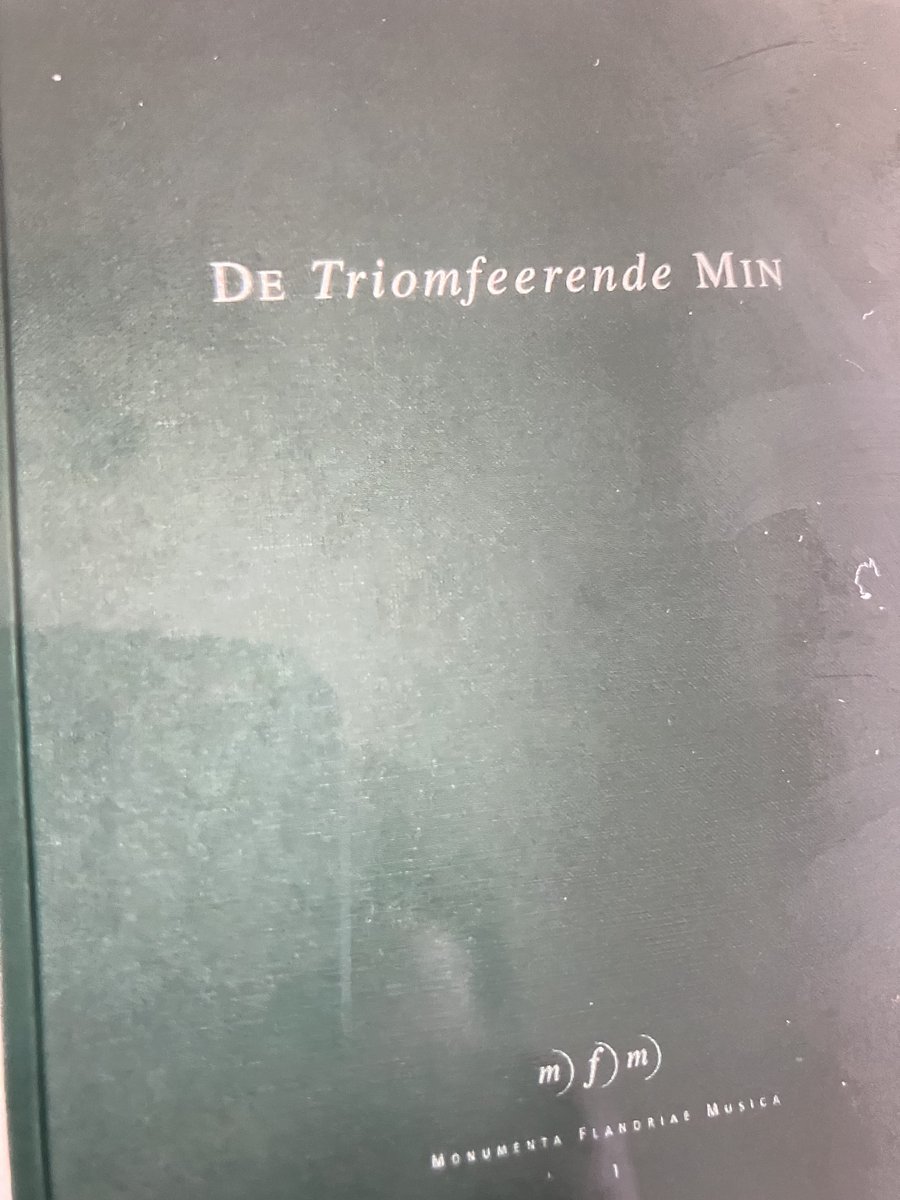 DE Triomfeerende MIN
m) f) m)
MONUMENTA FLANDRIAE MUSICA
1